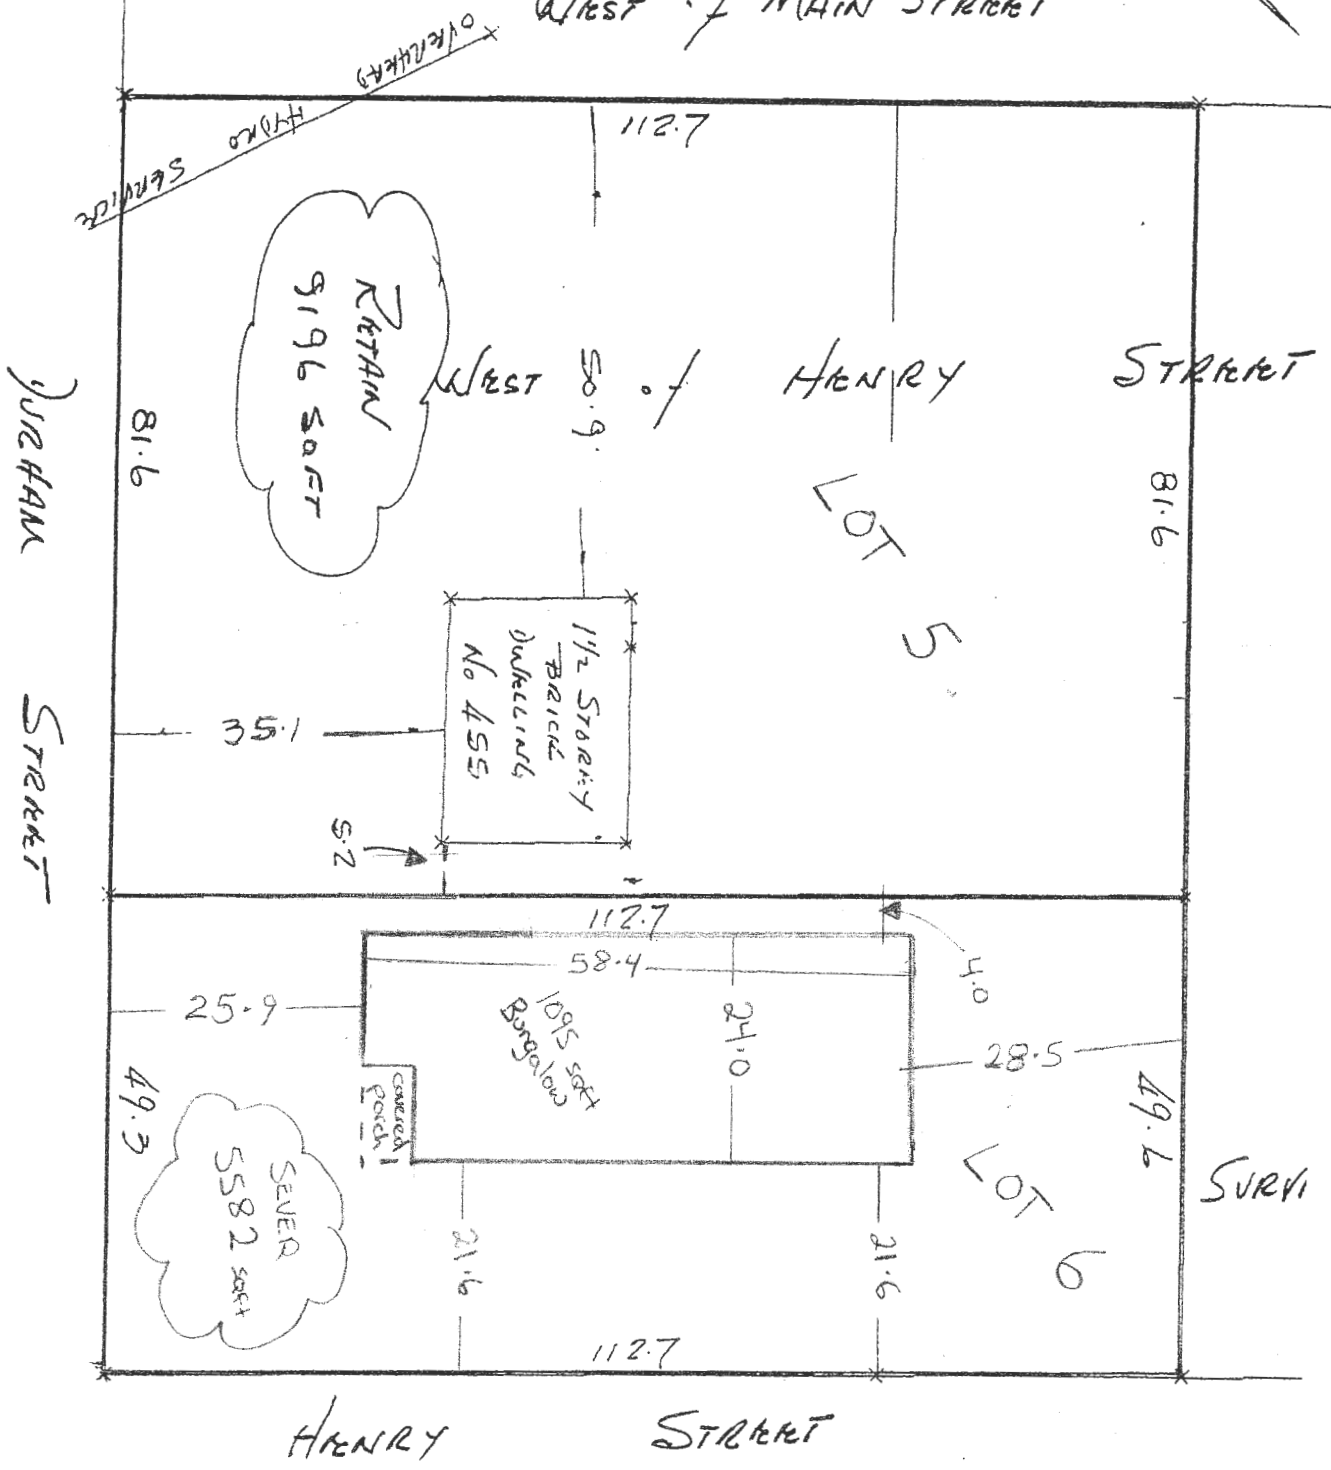 WEST of MAIN STREET
OVERHEAD
HYDRO
SERVICE
112.7
RETAIN
9196 SQFT
WEST of HENRY STREET
50.9
81.6
81.6
LOT 5
DURHAM STREET
1½ STOREY
BRICK
DWELLING
No 455
35.1
5.2
112.7
58.4
4.0
25.9
1095 sqft
Bungalow
24.0
28.5
covered
porch
49.3
49.6
SEVER
5582 sqft
LOT 6
SURV
21.6
21.6
112.7
HENRY STREET